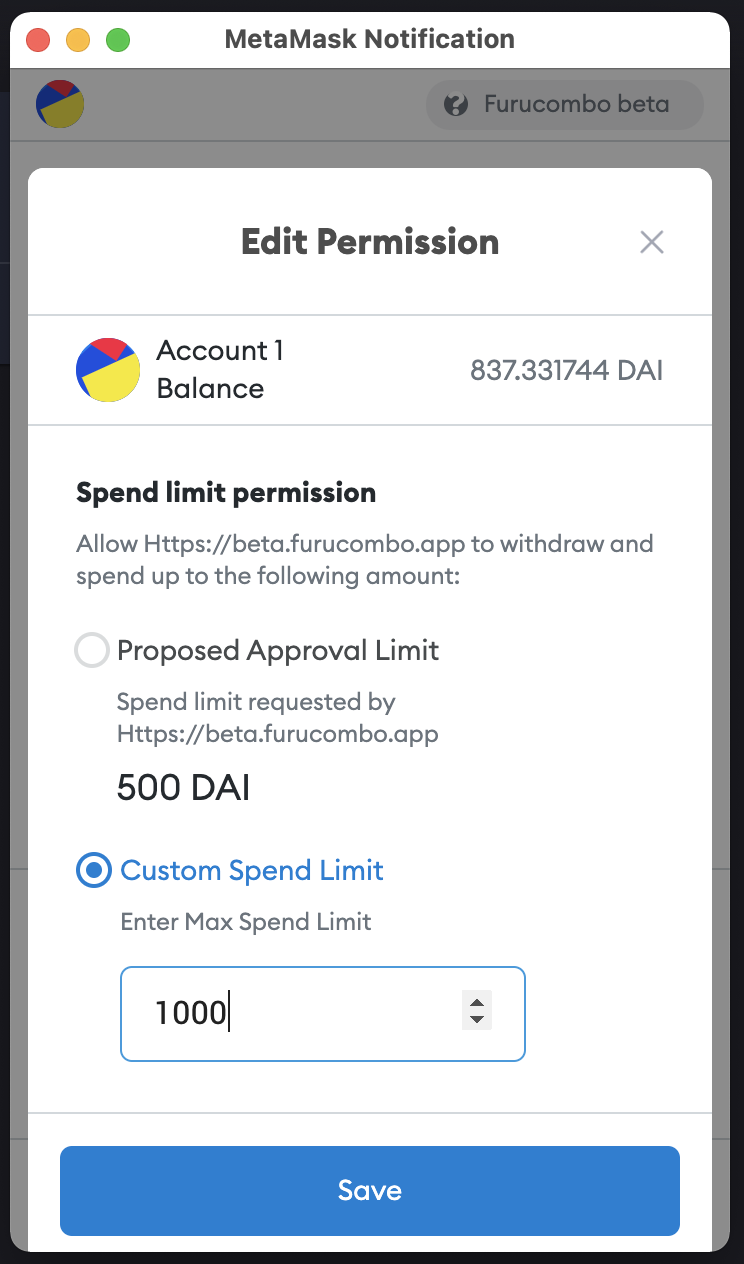 MetaMask Notification
Furucombo beta
Edit Permission
Account 1
Balance
837.331744 DAI
Spend limit permission
Allow Https://beta.furucombo.app to withdraw and
spend up to the following amount:
Proposed Approval Limit
Spend limit requested by
Https://beta.furucombo.app
500 DAI
Custom Spend Limit
Enter Max Spend Limit
1000
Save